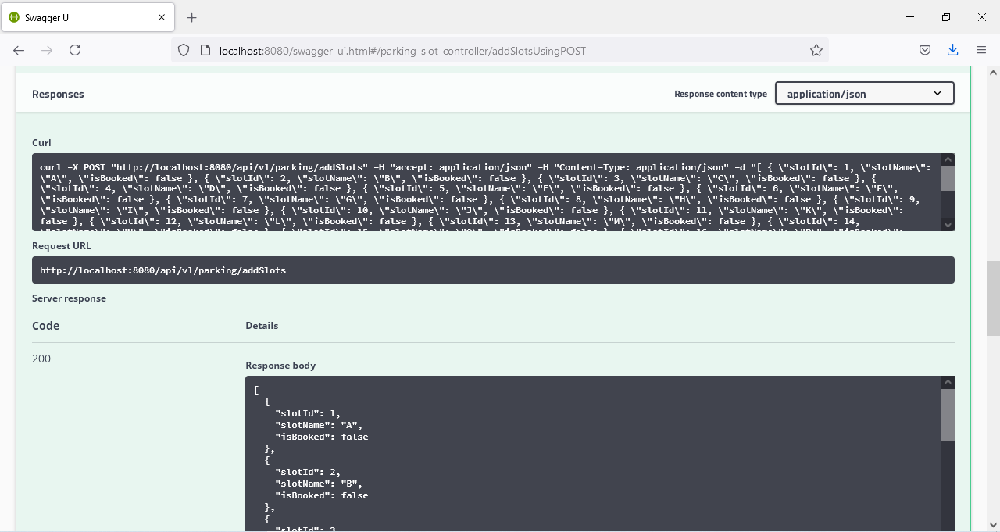 Swagger UI
localhost:8080/swagger-ui.html#/parking-slot-controller/addSlotsUsingPOST
Responses
Response content type
application/json
Curl
curl -X POST "http://localhost:8080/api/v1/parking/addSlots" -H "accept: application/json" -H "Content-Type: application/json" -d "[ { \"slotId\": 1, \"slotName\":
\"A\", \"isBooked\": false }, { \"slotId\": 2, \"slotName\": \"B\", \"isBooked\": false }, { \"slotId\": 3, \"slotName\": \"C\", \"isBooked\": false }, {
\"slotId\": 4, \"slotName\": \"D\", \"isBooked\": false }, { \"slotId\": 5, \"slotName\": \"E\", \"isBooked\": false }, { \"slotId\": 6, \"slotName\": \"F\",
\"isBooked\": false }, { \"slotId\": 7, \"slotName\": \"G\", \"isBooked\": false }, { \"slotId\": 8, \"slotName\": \"H\", \"isBooked\": false }, { \"slotId\": 9,
\"slotName\": \"I\", \"isBooked\": false }, { \"slotId\": 10, \"slotName\": \"J\", \"isBooked\": false }, { \"slotId\": 11, \"slotName\": \"K\", \"isBooked\":
false }, { \"slotId\": 12, \"slotName\": \"L\", \"isBooked\": false }, { \"slotId\": 13, \"slotName\": \"M\", \"isBooked\": false }, { \"slotId\": 14,
Request URL
http://localhost:8080/api/v1/parking/addSlots
Server response
Code
Details
200
Response body
[
{
"slotId": 1,
"slotName": "A",
"isBooked": false
},
{
"slotId": 2,
"slotName": "B",
"isBooked": false
},
{
"slotId": 3,